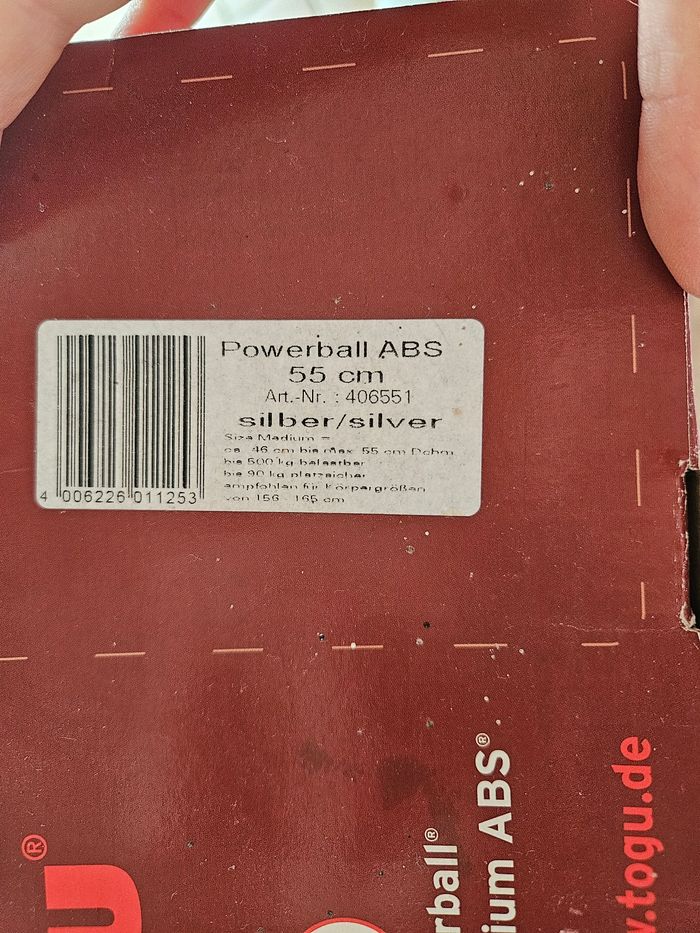 Powerball ABS
55 cm
Art.-Nr. : 406551
silber/silver
Size Medium =
ca. 46 cm bis max. 55 cm Dchm
bis 500 kg belastbar
bis 90 kg platzsicher
empfohlen für Körpergrößen
von 156 - 165 cm
4 006226 011253
U®
rball®
ium ABS®
w.togu.de